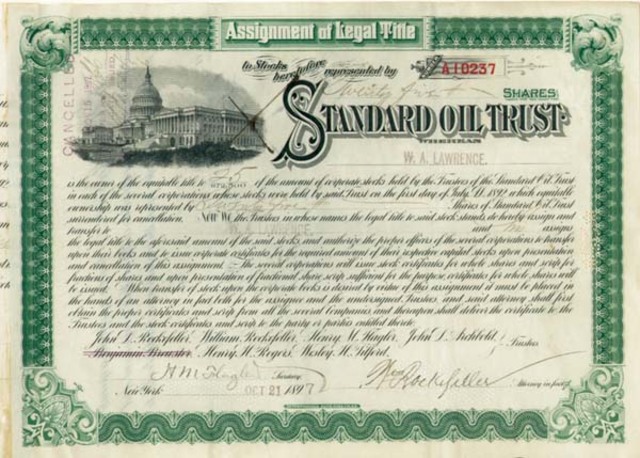 Assignment of Legal Title
to Stocks heretofore represented by A10237
SHARES
STANDARD OIL TRUST
WHEREAS
CANCELLED
W. A. LAWRENCE.
is the owner of the equitable title to 25 of the amount of corporate stocks held by the Trustees of the Standard Oil Trust
in each of the several corporations whose stocks were held by said Trust on the first day of July, A.D. 1892 which equitable
ownership was represented by Shares of Standard Oil Trust
surrendered for cancellation. NOW WE the Trustees in whose names the legal title to said stock stands do hereby assign and
transfer to W. A. LAWRENCE. and assigns
the legal title to the aforesaid amount of the said stocks and authorize the proper officers of the several corporations to transfer
upon their books and to issue corporate certificates for the required amount of their respective capital stocks upon presentation
and cancellation of this assignment. The several corporations will issue stock certificates for whole shares and scrip for
fractions of shares and upon presentation of fractional share scrip sufficient for the purpose, certificates for whole shares will
be issued. When transfer of stock upon the corporate books is desired by virtue of this assignment it must be placed in
the hands of an attorney in fact both for the assignee and the undersigned Trustees and said attorney shall first
obtain the proper certificates and scrip from all the several Companies and thereupon shall deliver the certificate to the
Trustees and the stock certificates and scrip to the party or parties entitled thereto.
John D. Rockefeller, William Rockefeller, Henry M. Flagler, John D. Archbold,
Benjamin Brewster, Henry H. Rogers, Wesley H. Tilford, Trustees
H M Flagler Secretary Wm Rockefeller Attorney in fact
New York OCT 21 1897